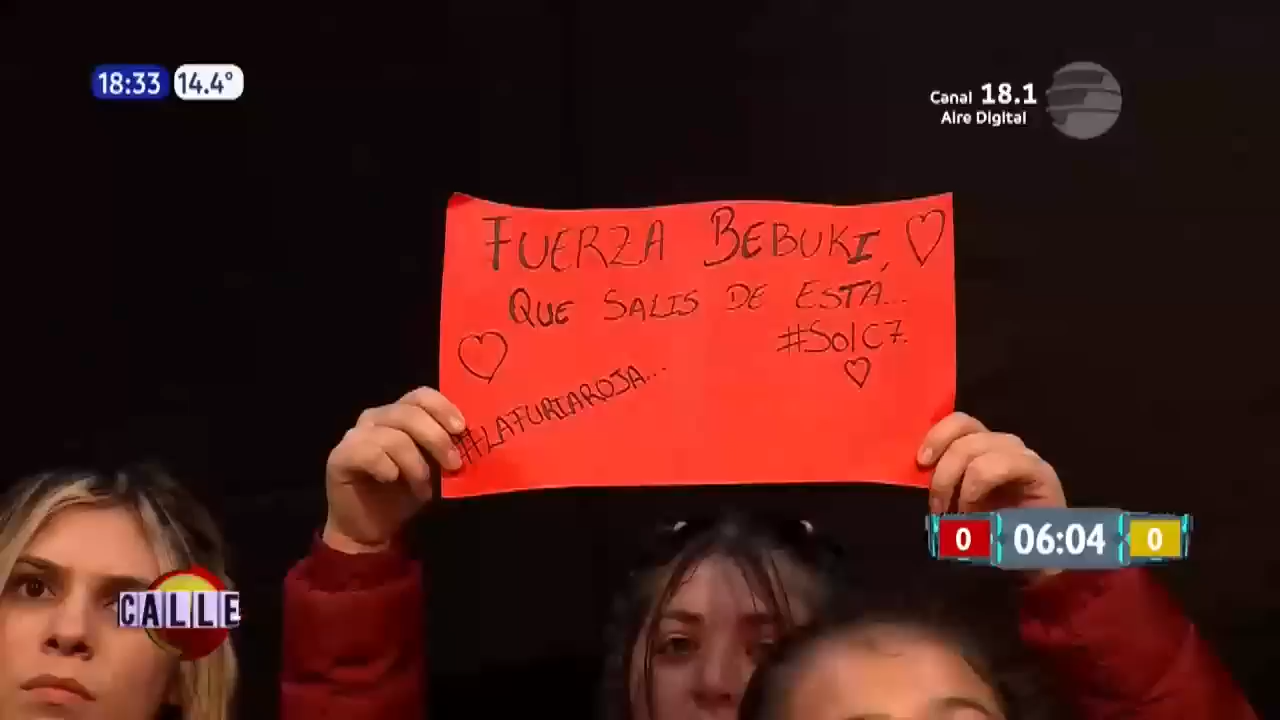 18:33 14.4°
Canal 18.1
Aire Digital
FUERZA BEBUKI,
QUE SALIS DE ESTA...
#SolC7.
#LAFURIAROJA...
0 06:04 0
CALLE